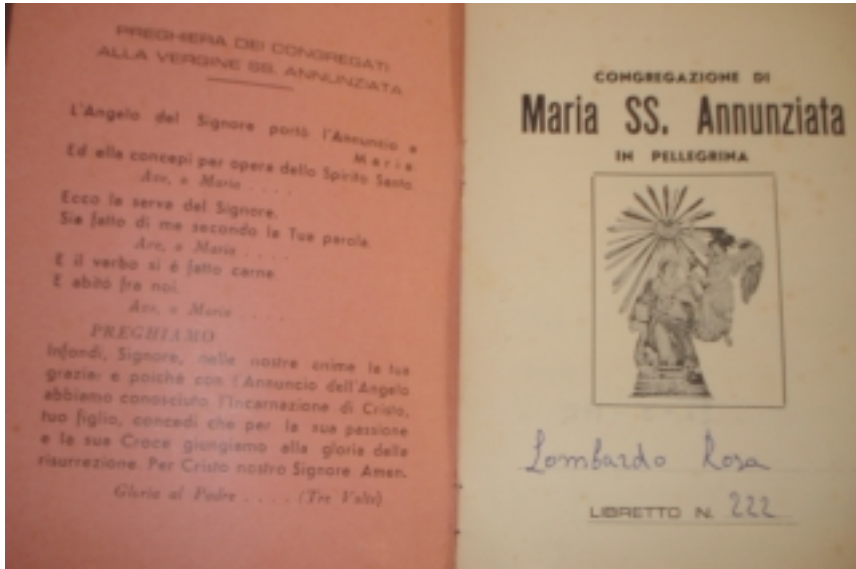 PREGHIERA DEI CONGREGATI
ALLA VERGINE SS. ANNUNZIATA
L'Angelo del Signore portò l'Annuncio a
Maria
Ed ella concepì per opera dello Spirito Santo
Ave, o Maria . . . .
Ecco la serva del Signore.
Sia fatto di me secondo la Tua parola.
Ave, o Maria . . . .
E il verbo si è fatto carne
E abitò fra noi.
Ave, o Maria . . . .
PREGHIAMO
Infondi, Signore, nelle nostre anime la tua
grazia: e poichè con l'Annuncio dell'Angelo
abbiamo conosciuto l'Incarnazione di Cristo,
tuo figlio, concedi che per la sua passione
e la sua Croce giungiamo alla gloria della
risurrezione. Per Cristo nostro Signore Amen.
Gloria al Padre . . . . (Tre Volte)
CONGREGAZIONE DI
Maria SS. Annunziata
IN PELLEGRINA
Lombardo Rosa
LIBRETTO N. 222